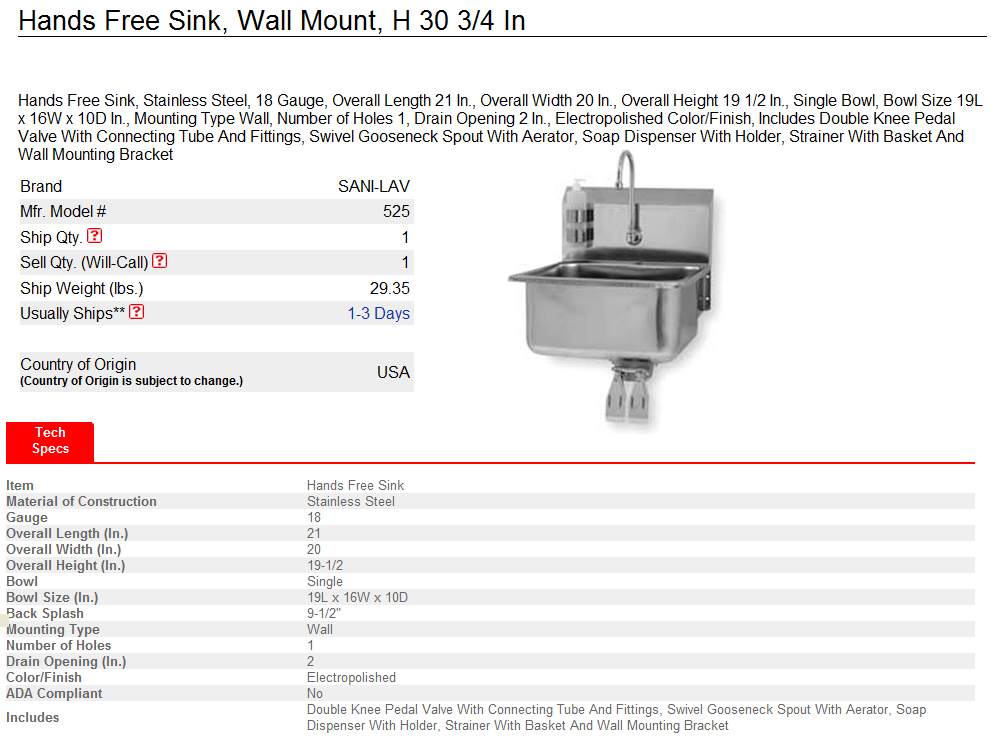 Hands Free Sink, Wall Mount, H 30 3/4 In
Hands Free Sink, Stainless Steel, 18 Gauge, Overall Length 21 In., Overall Width 20 In., Overall Height 19 1/2 In., Single Bowl, Bowl Size 19L
x 16W x 10D In., Mounting Type Wall, Number of Holes 1, Drain Opening 2 In., Electropolished Color/Finish, Includes Double Knee Pedal
Valve With Connecting Tube And Fittings, Swivel Gooseneck Spout With Aerator, Soap Dispenser With Holder, Strainer With Basket And
Wall Mounting Bracket
Brand SANI-LAV
Mfr. Model # 525
Ship Qty. ? 1
Sell Qty. (Will-Call) ? 1
Ship Weight (lbs.) 29.35
Usually Ships** ? 1-3 Days
Country of Origin
(Country of Origin is subject to change.) USA
Tech
Specs
Item Hands Free Sink
Material of Construction Stainless Steel
Gauge 18
Overall Length (In.) 21
Overall Width (In.) 20
Overall Height (In.) 19-1/2
Bowl Single
Bowl Size (In.) 19L x 16W x 10D
Back Splash 9-1/2"
Mounting Type Wall
Number of Holes 1
Drain Opening (In.) 2
Color/Finish Electropolished
ADA Compliant No
Includes Double Knee Pedal Valve With Connecting Tube And Fittings, Swivel Gooseneck Spout With Aerator, Soap
Dispenser With Holder, Strainer With Basket And Wall Mounting Bracket